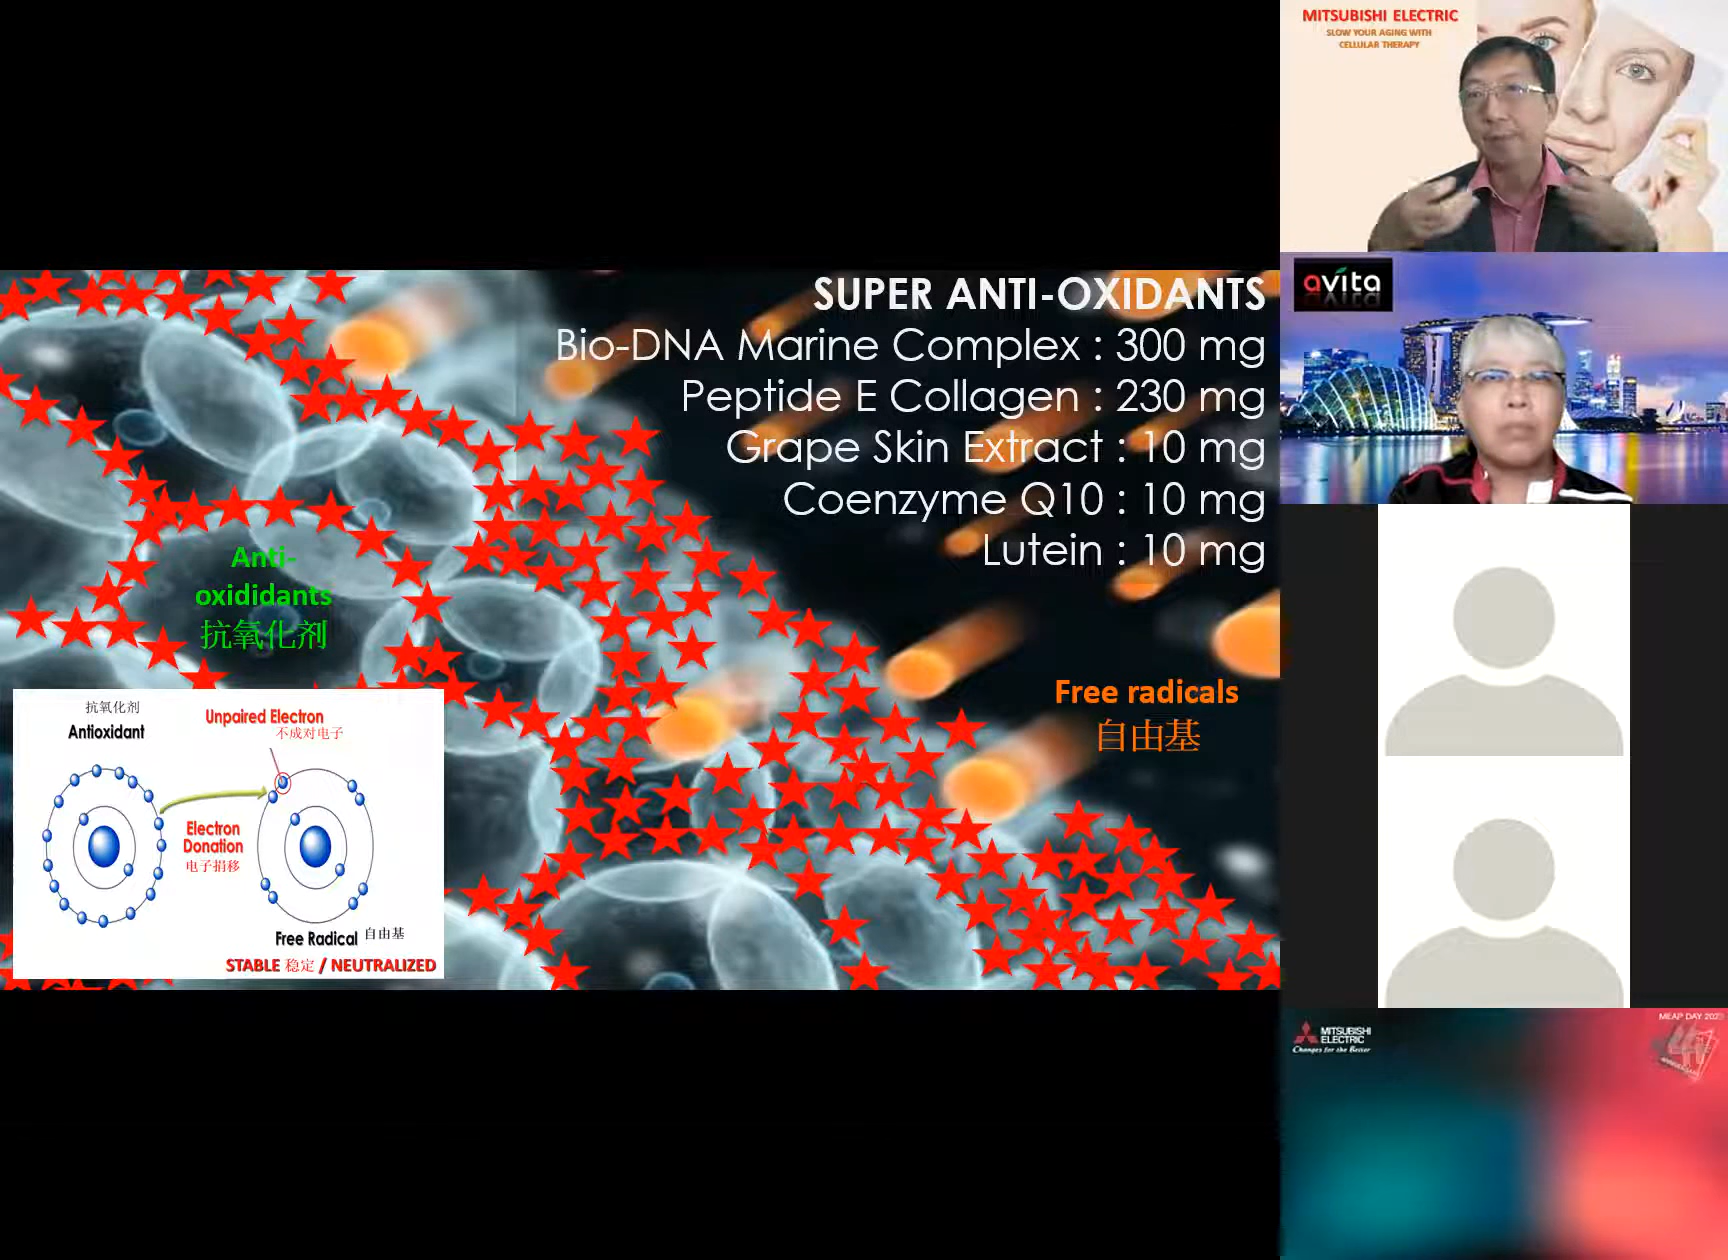 SUPER ANTI-OXIDANTS
Bio-DNA Marine Complex : 300 mg
Peptide E Collagen : 230 mg
Grape Skin Extract : 10 mg
Coenzyme Q10 : 10 mg
Lutein : 10 mg
Anti-
oxididants
抗氧化剂
Free radicals
自由基
抗氧化剂
Antioxidant
Unpaired Electron
不成对电子
Electron
Donation
电子捐移
Free Radical 自由基
STABLE 稳定 / NEUTRALIZED
MITSUBISHI ELECTRIC
SLOW YOUR AGING WITH
CELLULAR THERAPY
avita
MITSUBISHI
ELECTRIC
Changes for the Better
MEAP DAY